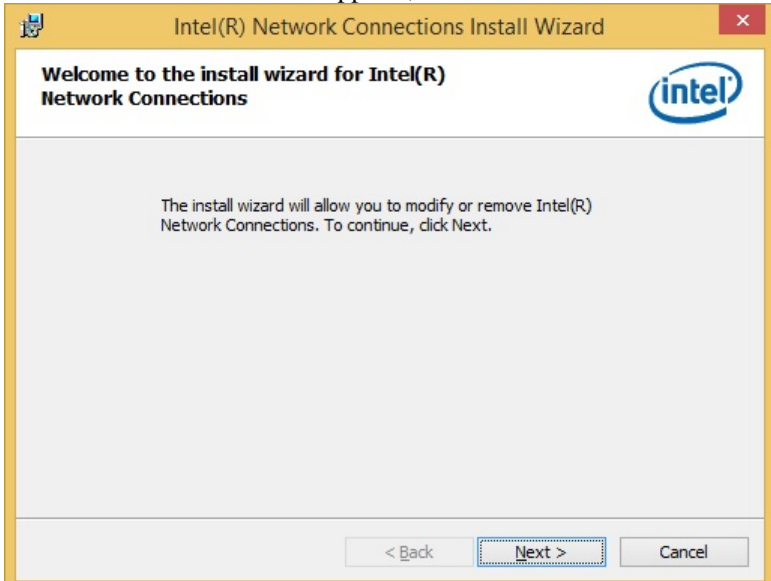 Intel(R) Network Connections Install Wizard
×
Welcome to the install wizard for Intel(R)
Network Connections
intel
The install wizard will allow you to modify or remove Intel(R)
Network Connections. To continue, click Next.
< Back
Next >
Cancel